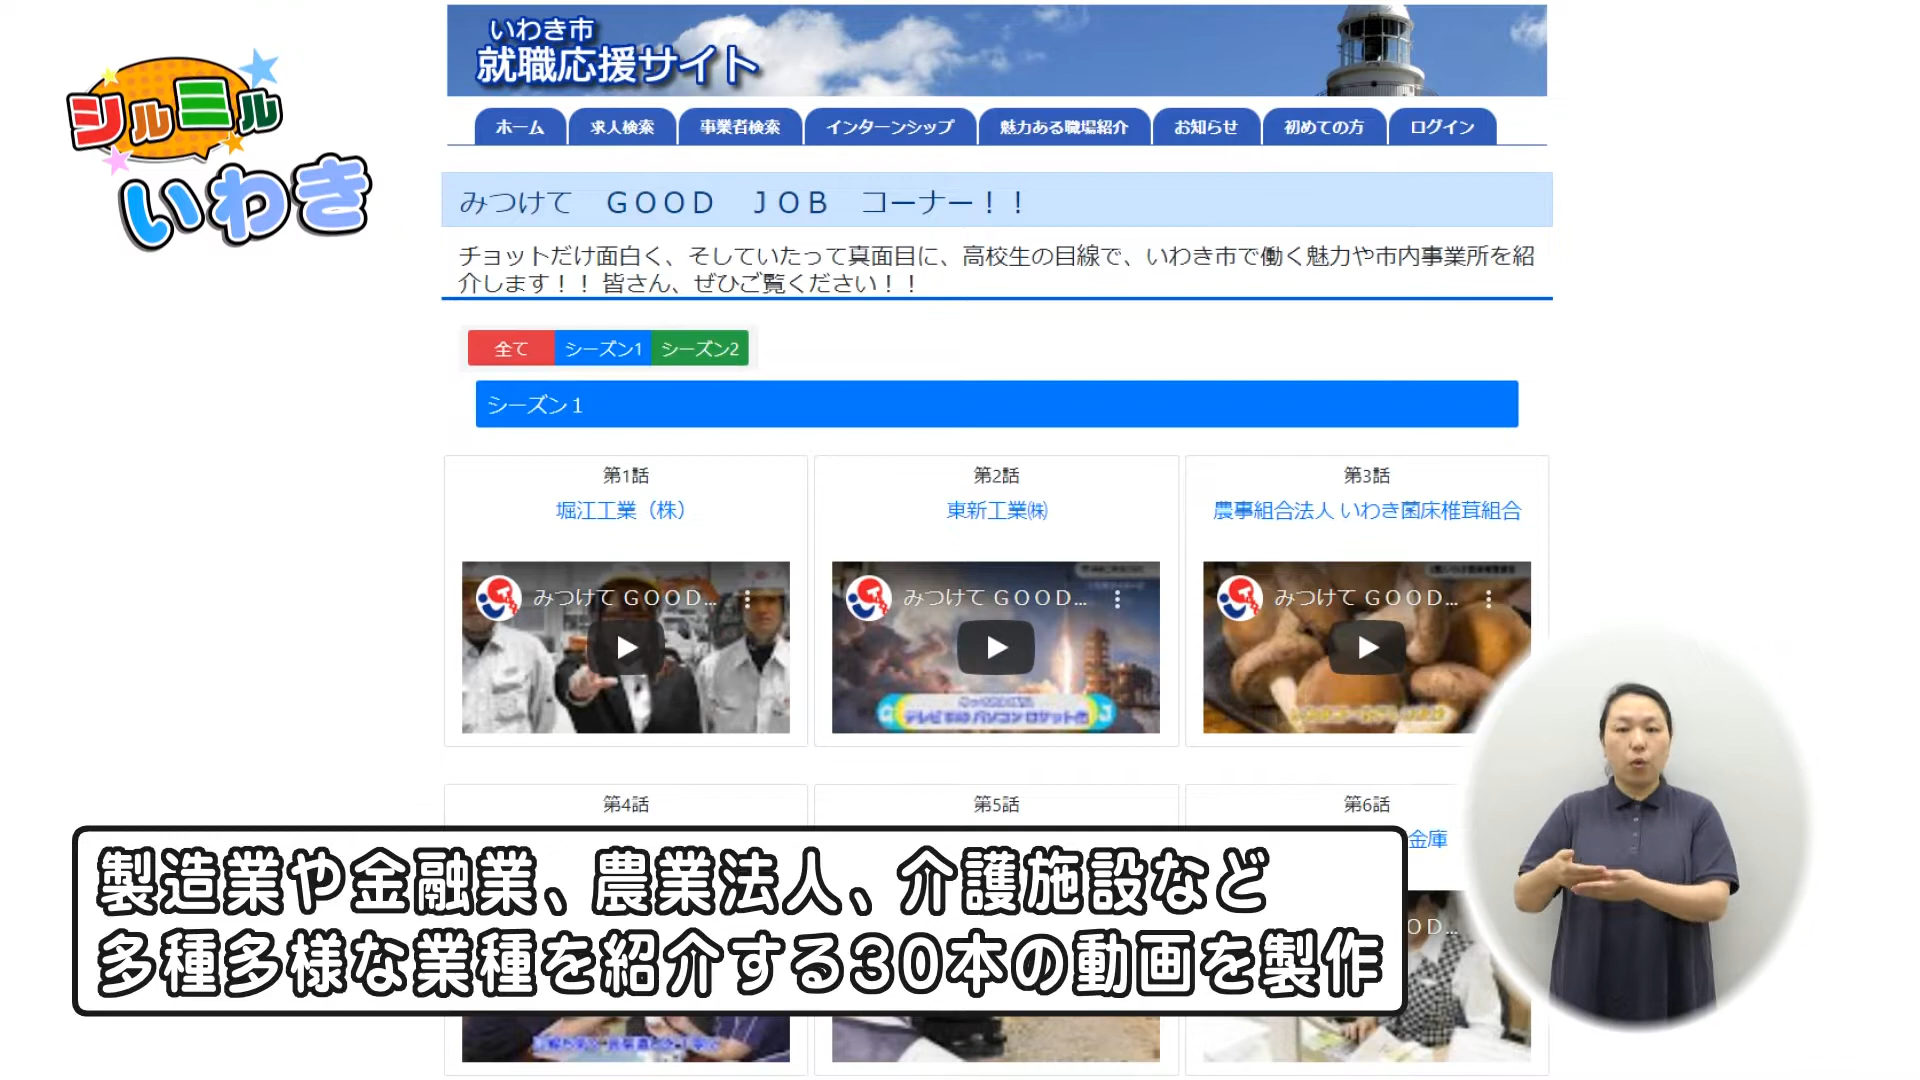 シルミル
いわき
いわき市
就職応援サイト
ホーム
求人検索
事業者検索
インターンシップ
魅力ある職場紹介
お知らせ
初めての方
ログイン
みつけて　ＧＯＯＤ　ＪＯＢ　コーナー！！
チョットだけ面白く、そしていたって真面目に、高校生の目線で、いわき市で働く魅力や市内事業所を紹
介します！！ 皆さん、ぜひご覧ください！！
全て
シーズン1
シーズン2
シーズン１
第1話
堀江工業（株）
みつけて ＧＯＯＤ...
第2話
東新工業㈱
みつけて ＧＯＯＤ...
第3話
農事組合法人 いわき菌床椎茸組合
みつけて ＧＯＯＤ...
第4話
第5話
第6話
金庫
ＯＤ...
製造業や金融業、農業法人、介護施設など
多種多様な業種を紹介する30本の動画を製作